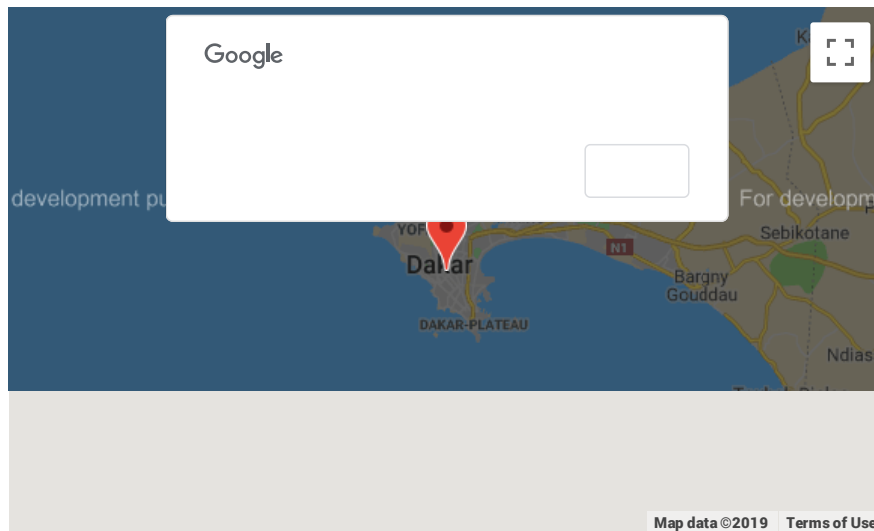 Google
development pu
For developm
YOF
Sebikotane
N1
Dakar
Bargny
Gouddau
DAKAR-PLATEAU
Ndias
Map data ©2019 Terms of Use